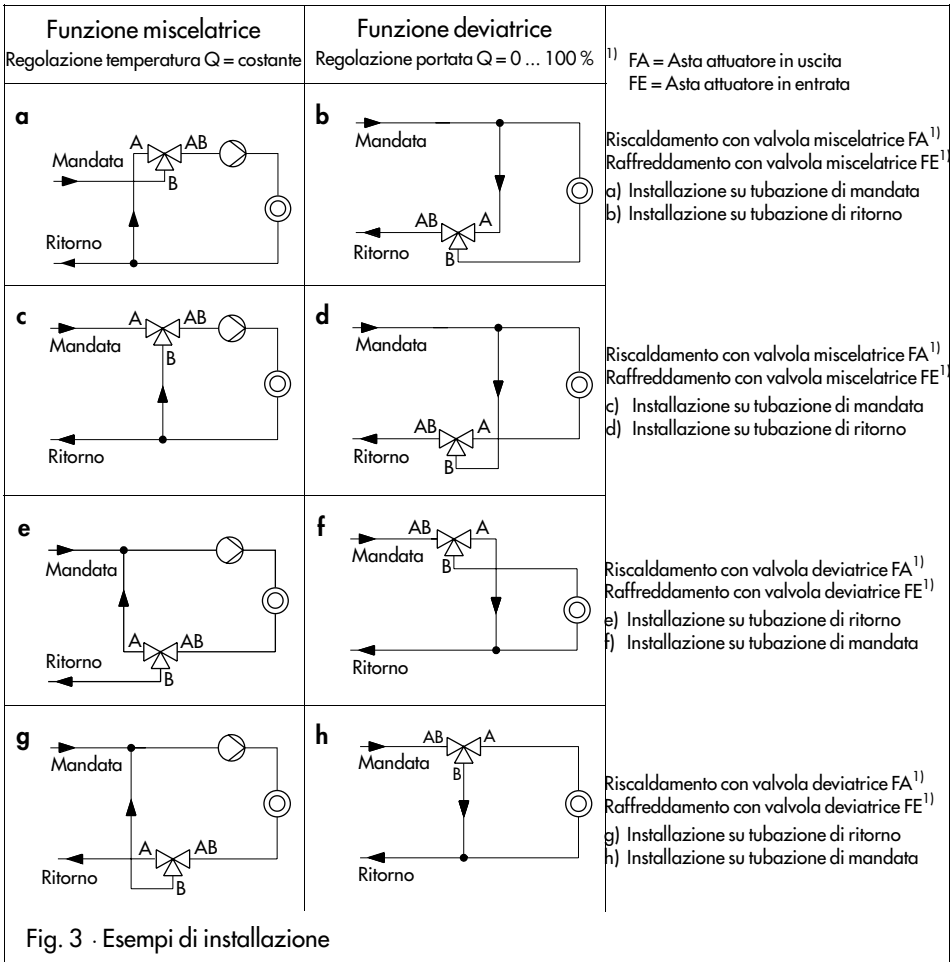 Funzione miscelatrice
Regolazione temperatura Q = costante
Funzione deviatrice
Regolazione portata Q = 0 ... 100 %
1) FA = Asta attuatore in uscita
FE = Asta attuatore in entrata
a
A
AB
Mandata
B
Ritorno
b
Mandata
AB
A
Ritorno
B
Riscaldamento con valvola miscelatrice FA1)
Raffreddamento con valvola miscelatrice FE1)
a) Installazione su tubazione di mandata
b) Installazione su tubazione di ritorno
c
A
AB
Mandata
B
Ritorno
d
Mandata
AB
A
Ritorno
B
Riscaldamento con valvola miscelatrice FA1)
Raffreddamento con valvola miscelatrice FE1)
c) Installazione su tubazione di mandata
d) Installazione su tubazione di ritorno
e
Mandata
A
AB
Ritorno
B
f
AB
A
Mandata
B
Ritorno
Riscaldamento con valvola deviatrice FA1)
Raffreddamento con valvola deviatrice FE1)
e) Installazione su tubazione di ritorno
f) Installazione su tubazione di mandata
g
Mandata
A
AB
Ritorno
B
h
AB
A
Mandata
B
Ritorno
Riscaldamento con valvola deviatrice FA1)
Raffreddamento con valvola deviatrice FE1)
g) Installazione su tubazione di ritorno
h) Installazione su tubazione di mandata
Fig. 3 · Esempi di installazione